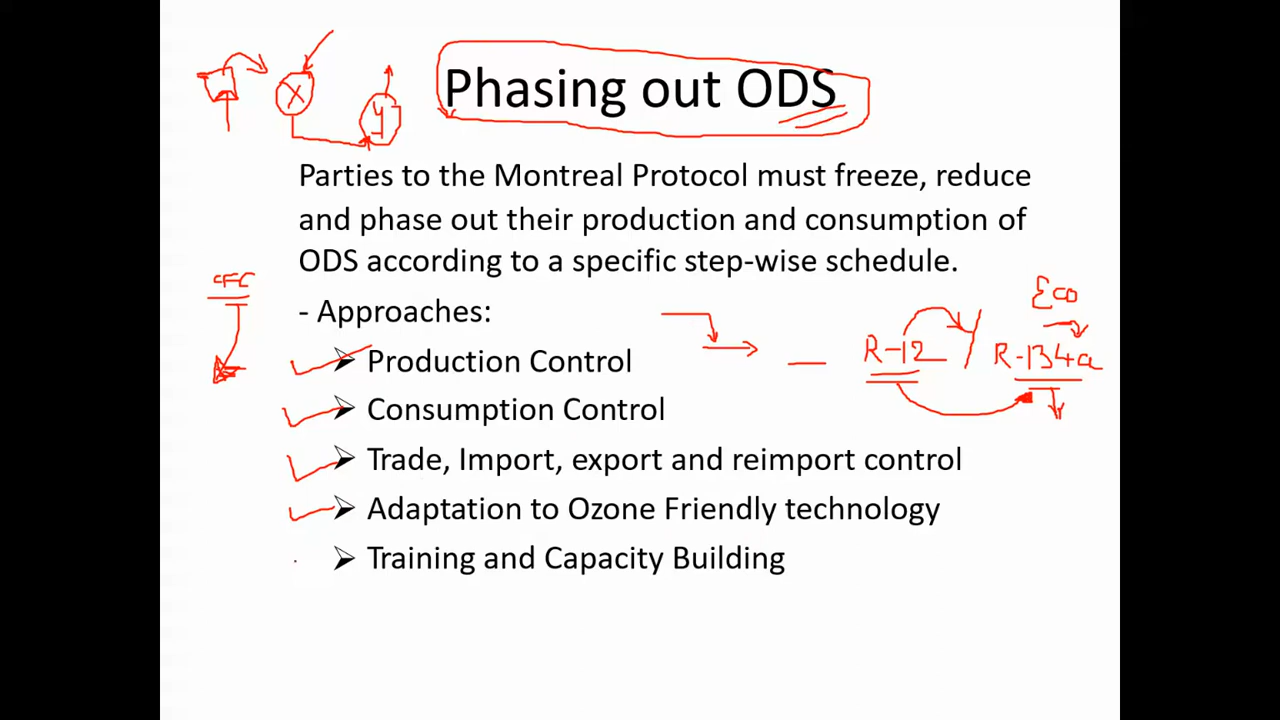 Phasing out ODS
X
y
Parties to the Montreal Protocol must freeze, reduce
and phase out their production and consumption of
ODS according to a specific step-wise schedule.
CFC
- Approaches:
Eco
R-12 / R-134a
➢ Production Control
➢ Consumption Control
➢ Trade, Import, export and reimport control
➢ Adaptation to Ozone Friendly technology
➢ Training and Capacity Building